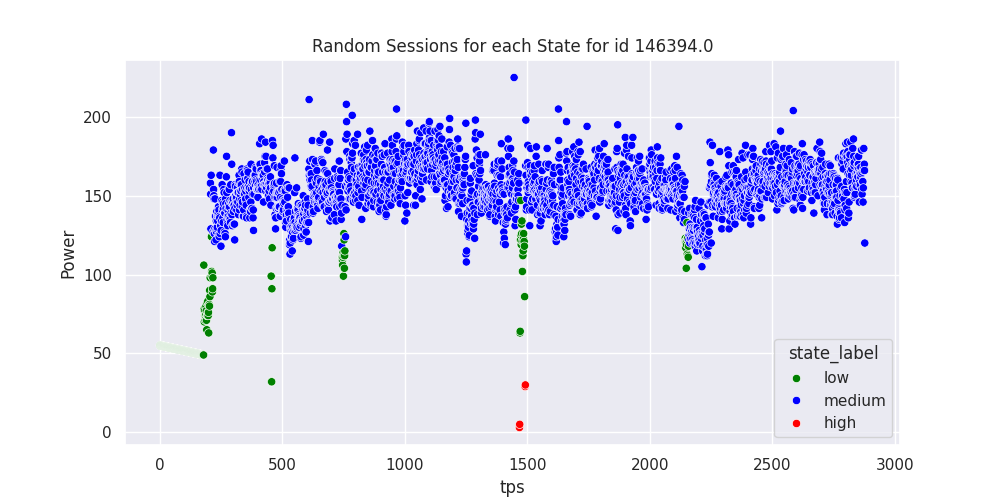 Random Sessions for each State for id 146394.0
Power
200
150
100
50
0
0 500 1000 1500 2000 2500 3000
tps
state_label
low
medium
high